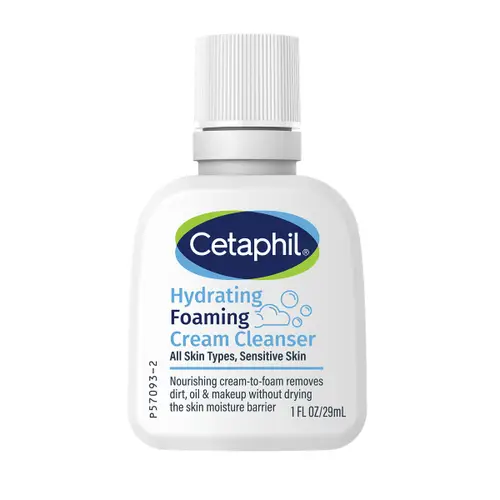 Cetaphil®
Hydrating
Foaming
Cream Cleanser
All Skin Types, Sensitive Skin
Nourishing cream-to-foam removes
dirt, oil & makeup without drying
the skin moisture barrier
1 FL OZ/29mL
P57093-2